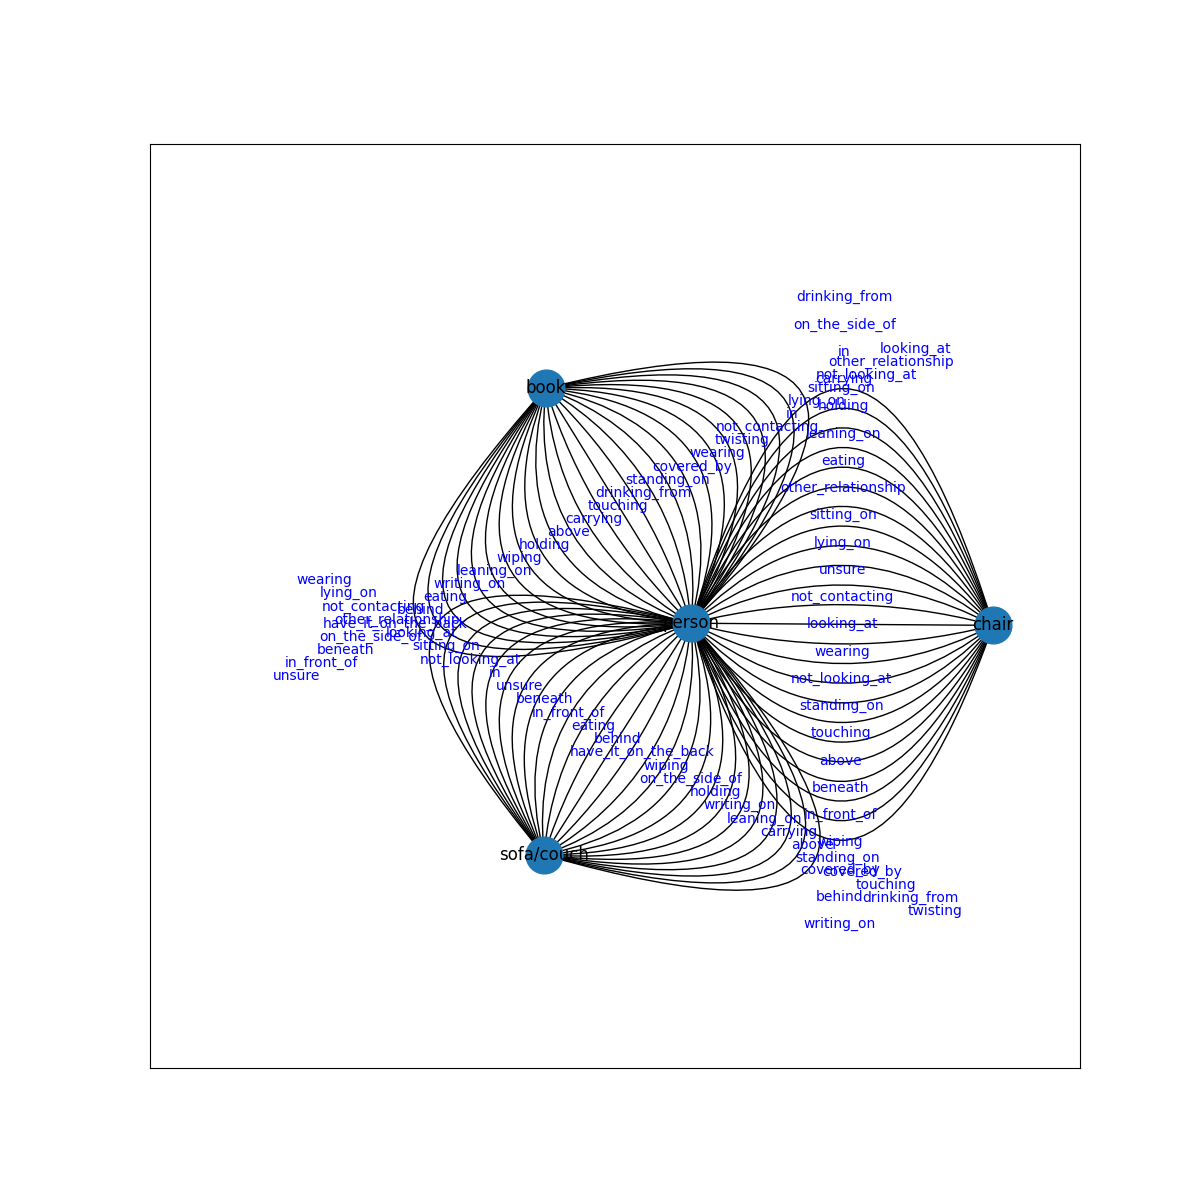 drinking_from
on_the_side_of
in
looking_at
other_relationship
not_looking_at
carrying
sitting_on
book
lying_on
holding
in
not_contacting
leaning_on
twisting
wearing
eating
covered_by
standing_on
other_relationship
drinking_from
touching
sitting_on
carrying
above
holding
lying_on
wiping
leaning_on
unsure
wearing
writing_on
lying_on
eating
not_contacting
not_contacting
behind
other_relationship
have_it_on_the_back
person
looking_at
chair
looking_at
on_the_side_of
sitting_on
beneath
wearing
not_looking_at
in_front_of
in
unsure
not_looking_at
unsure
beneath
standing_on
in_front_of
eating
touching
behind
have_it_on_the_back
above
wiping
on_the_side_of
beneath
holding
writing_on
in_front_of
leaning_on
carrying
wiping
above
sofa/couch
standing_on
covered_by
covered_by
touching
behind
drinking_from
twisting
writing_on